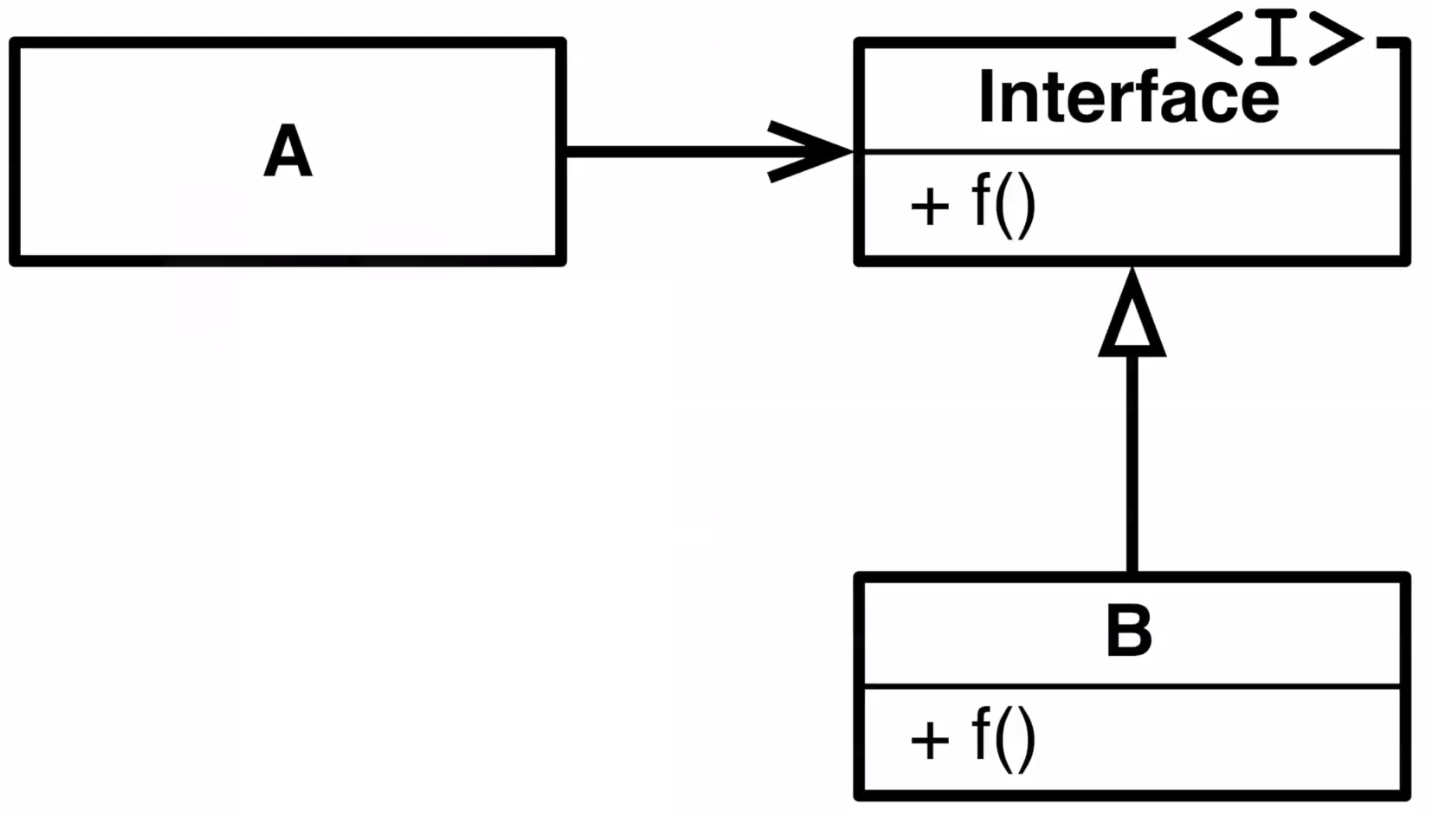 <I>
A
Interface
+ f()
B
+ f()